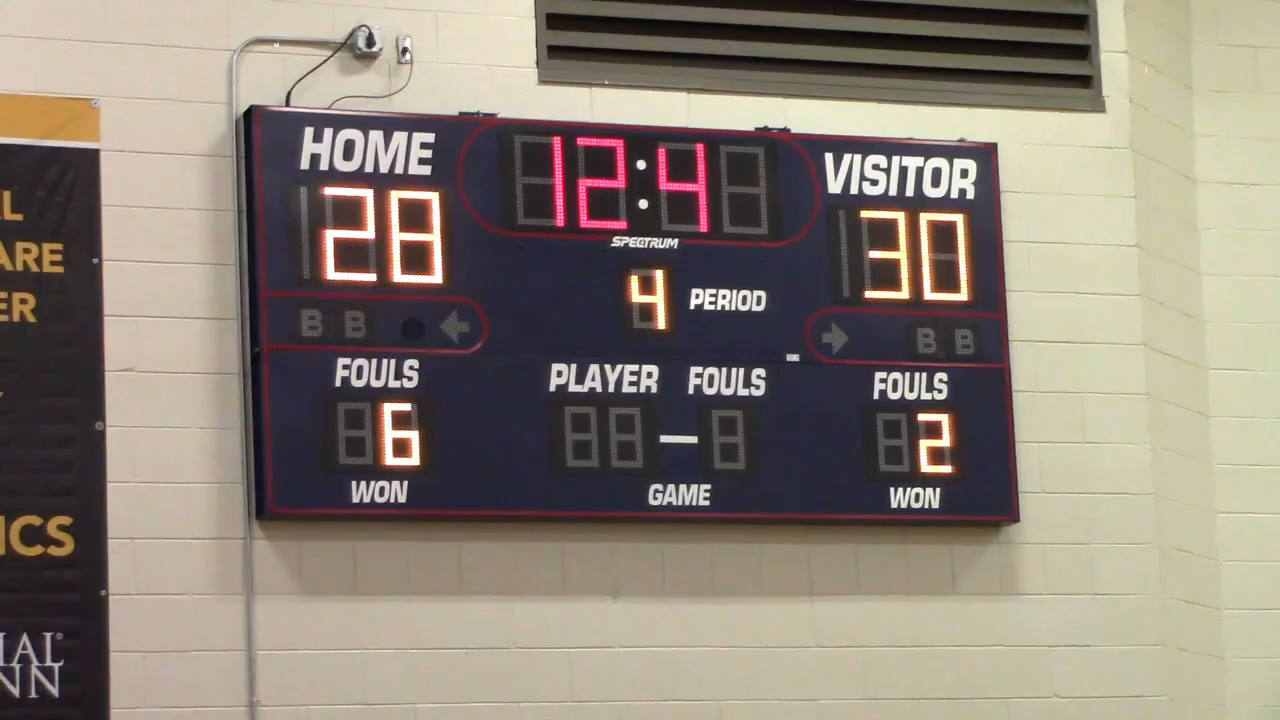 HOME
12:4
VISITOR
28
30
SPECTRUM
4 PERIOD
B B
B B
FOULS
PLAYER FOULS
FOULS
6
2
WON
GAME
WON
L
ARE
ER
ICS
IAL
NN